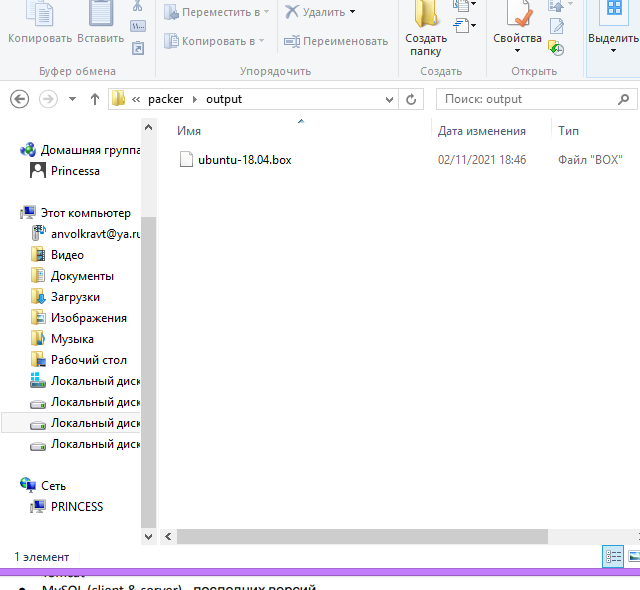 Копировать Вставить
Переместить в
Копировать в
Удалить
Переименовать
Создать папку
Свойства
Выделить
Буфер обмена
Упорядочить
Создать
Открыть
« packer output
Поиск: output
Имя
Дата изменения
Тип
ubuntu-18.04.box
02/11/2021 18:46
Файл "BOX"
Домашняя группа
Princessa
Этот компьютер
anvolkravt@ya.ru
Видео
Документы
Загрузки
Изображения
Музыка
Рабочий стол
Локальный диск
Локальный диск
Локальный диск
Локальный диск
Сеть
PRINCESS
1 элемент
MySQL (client & server) последних версий